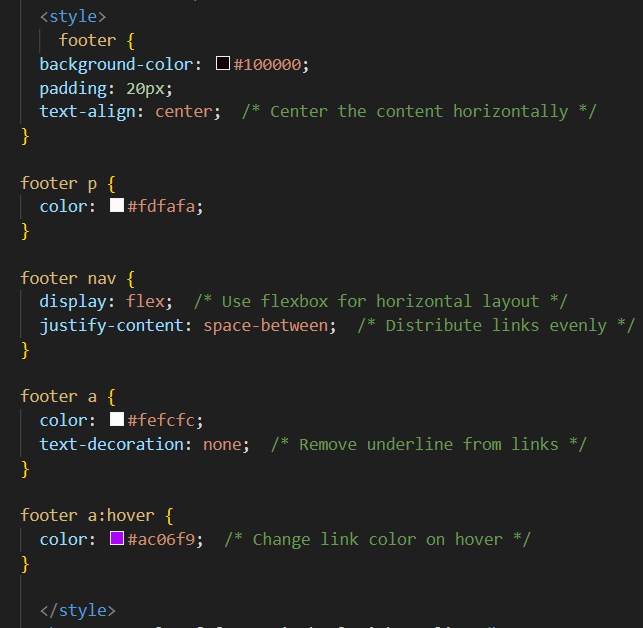 <style>
footer {
background-color: #100000;
padding: 20px;
text-align: center; /* Center the content horizontally */
}
footer p {
color: #fdfafa;
}
footer nav {
display: flex; /* Use flexbox for horizontal layout */
justify-content: space-between; /* Distribute links evenly */
}
footer a {
color: #fefcfc;
text-decoration: none; /* Remove underline from links */
}
footer a:hover {
color: #ac06f9; /* Change link color on hover */
}
</style>